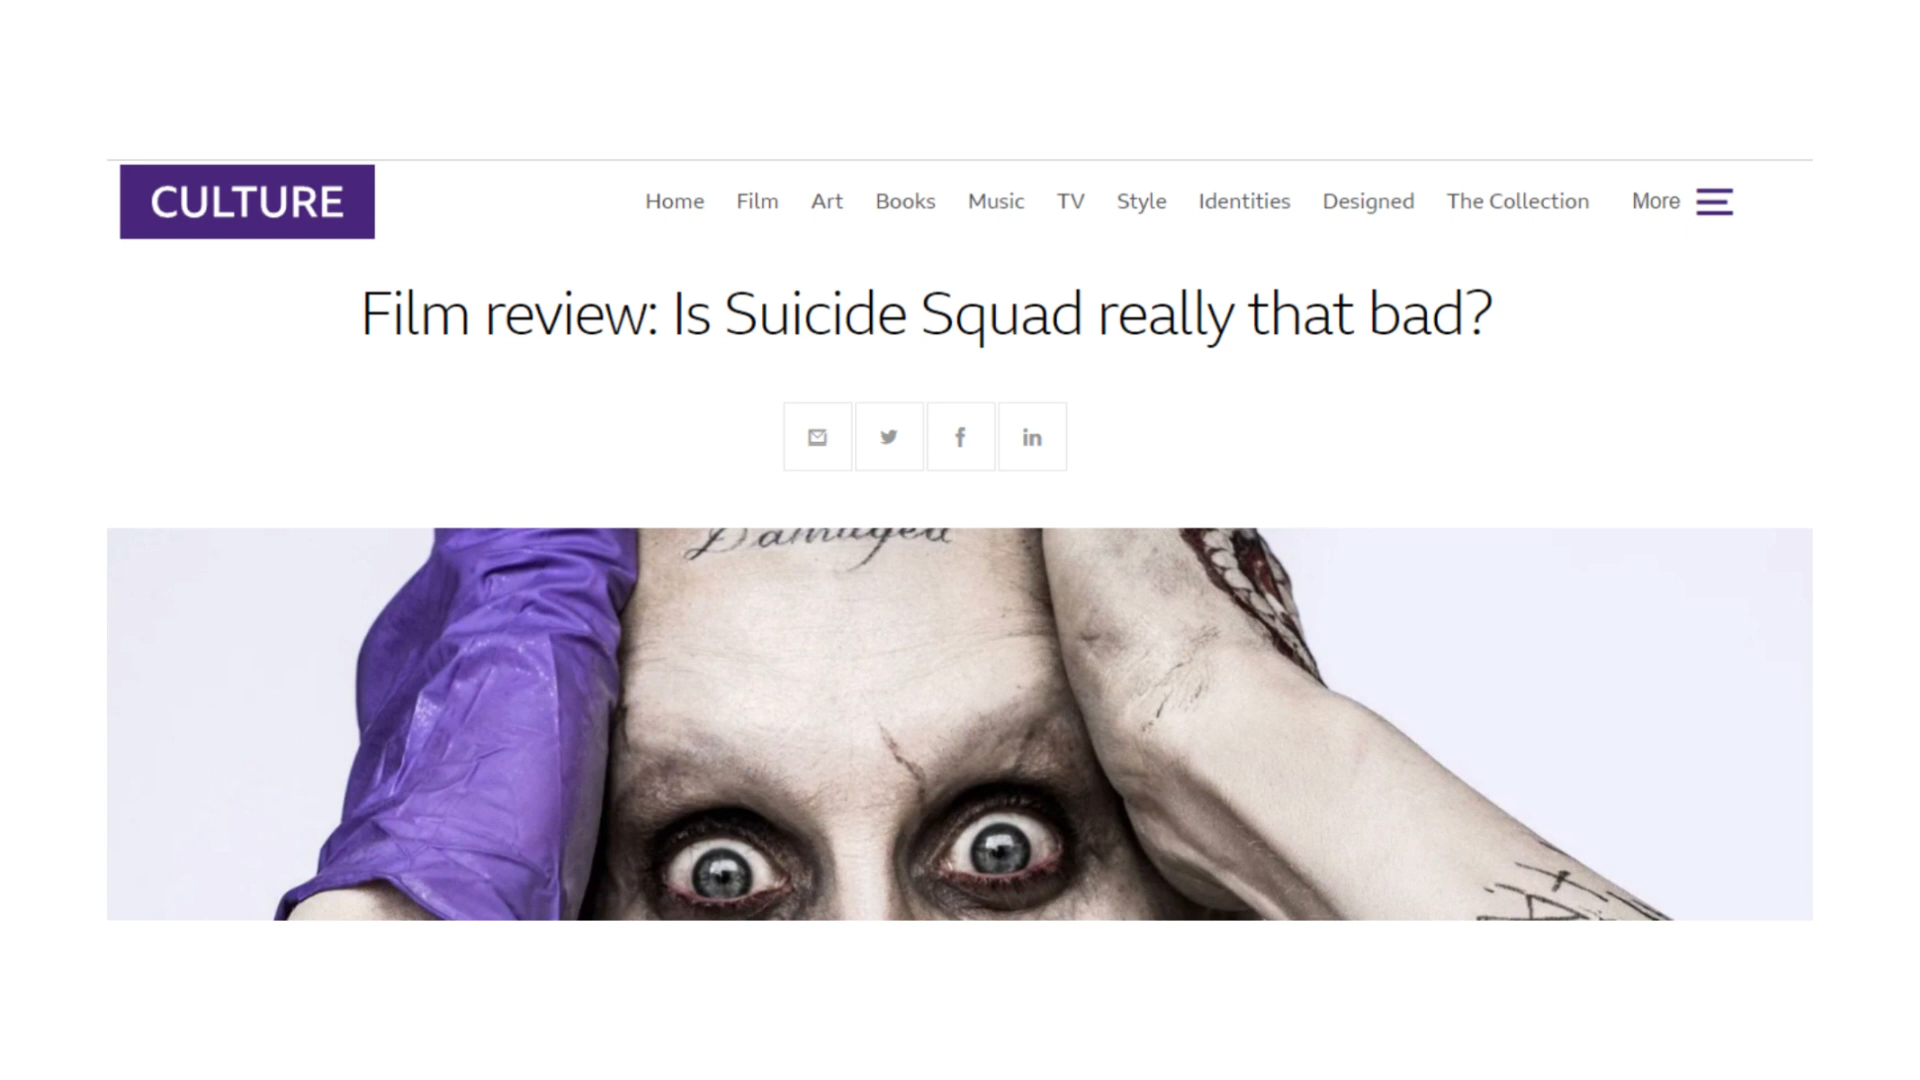 CULTURE
Home Film Art Books Music TV Style Identities Designed The Collection More
Film review: Is Suicide Squad really that bad?
Damaged